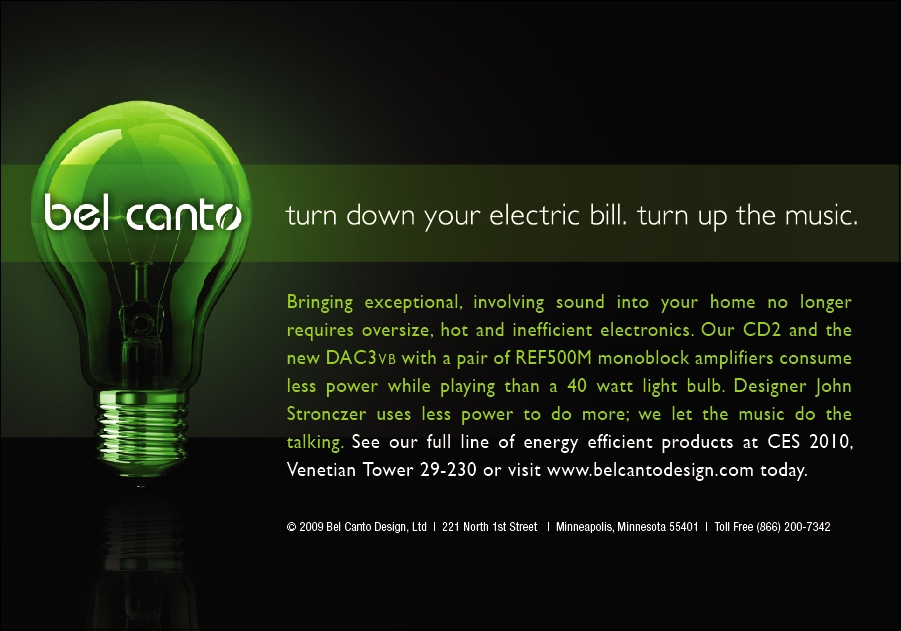 bel canto
turn down your electric bill. turn up the music.
Bringing exceptional, involving sound into your home no longer
requires oversize, hot and inefficient electronics. Our CD2 and the
new DAC3VB with a pair of REF500M monoblock amplifiers consume
less power while playing than a 40 watt light bulb. Designer John
Stronczer uses less power to do more; we let the music do the
talking. See our full line of energy efficient products at CES 2010,
Venetian Tower 29-230 or visit www.belcantodesign.com today.
© 2009 Bel Canto Design, Ltd | 221 North 1st Street | Minneapolis, Minnesota 55401 | Toll Free (866) 200-7342